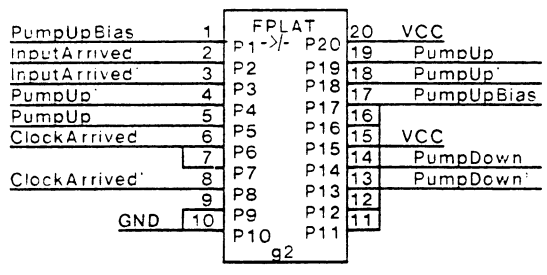 FPLAT
->/-
PumpUpBias 1 P1 P20 20 VCC
InputArrived 2 P2 P19 19 PumpUp
InputArrived' 3 P3 P18 18 PumpUp'
PumpUp' 4 P4 P17 17 PumpUpBias
PumpUp 5 P5 P16 16
ClockArrived 6 P6 P15 15 VCC
7 P7 P14 14 PumpDown
ClockArrived' 8 P8 P13 13 PumpDown'
9 P9 P12 12
GND 10 P10 P11 11
g2